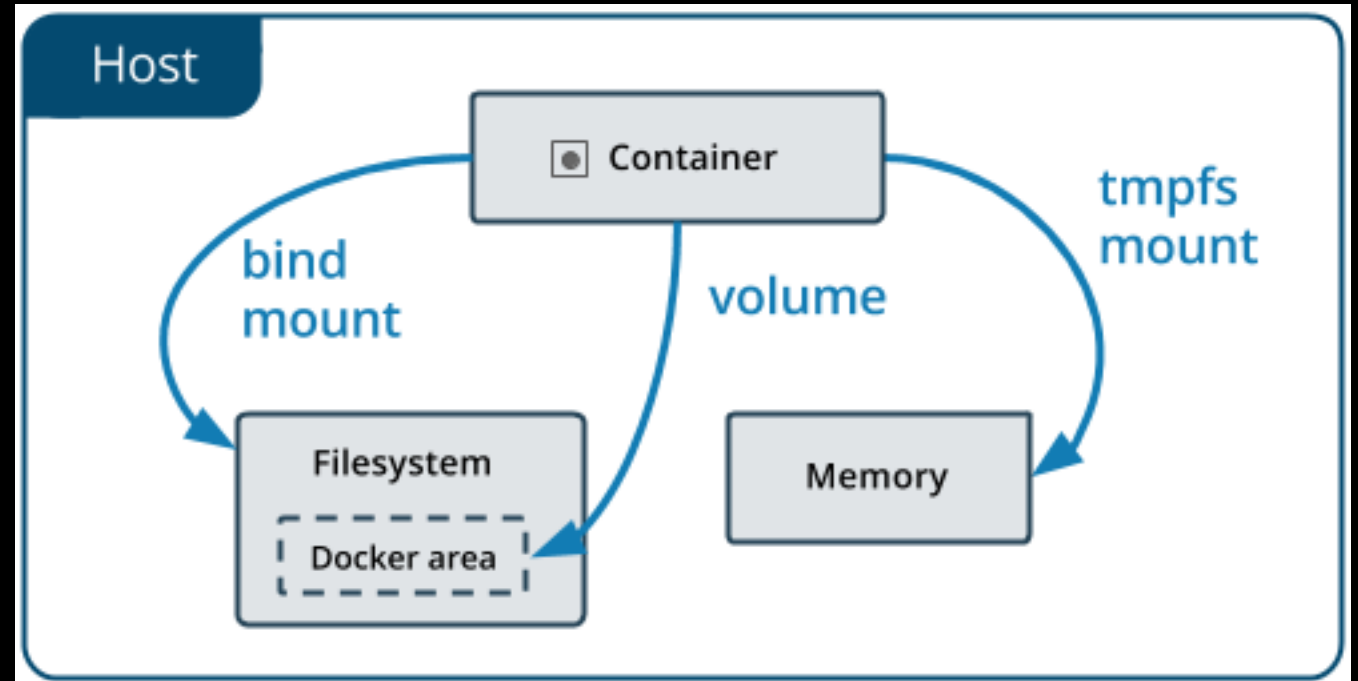 Host
Container
tmpfs
mount
bind
mount
volume
Filesystem
Memory
Docker area